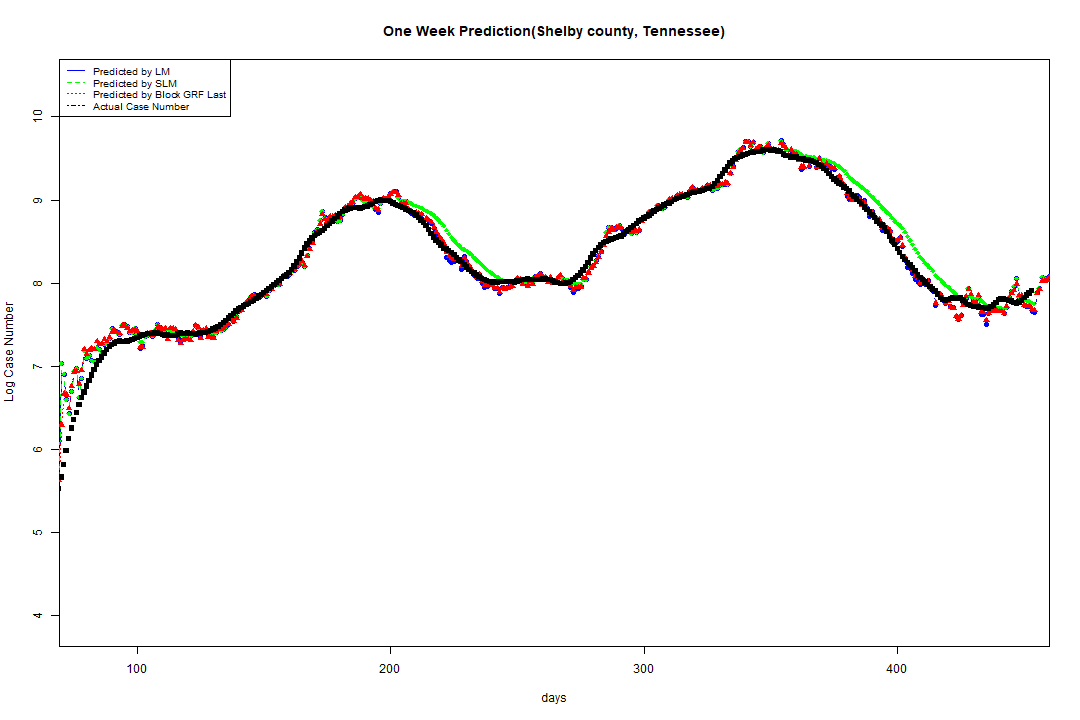 One Week Prediction(Shelby county, Tennessee)
Predicted by LM
Predicted by SLM
Predicted by Block GRF Last
Actual Case Number
Log Case Number
10
9
8
7
6
5
4
100
200
300
400
days